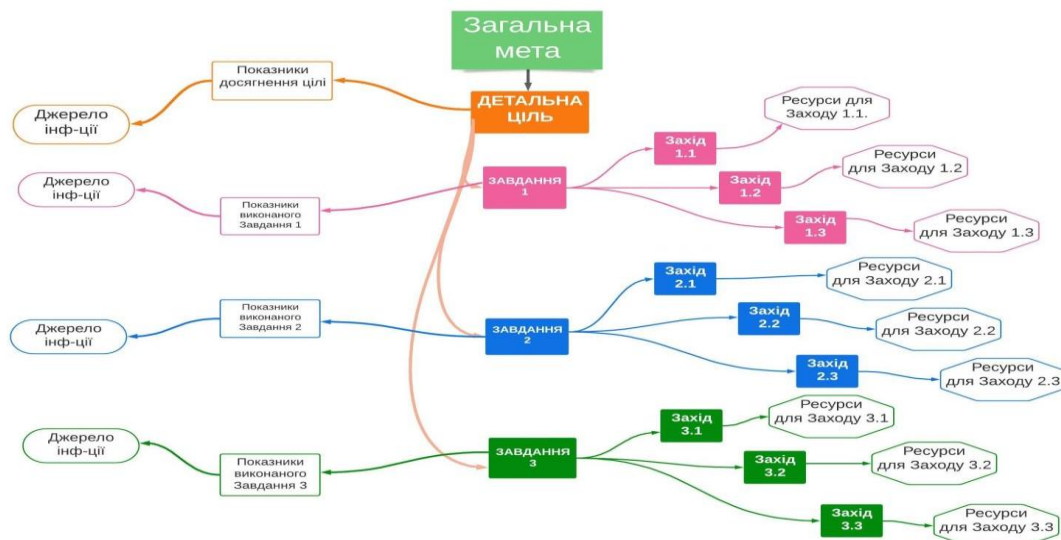 Загальна
мета
Показники
досягнення цілі
ДЕТАЛЬНА
ЦІЛЬ
Джерело
інф-ції
Ресурси для
Заходу 1.1.
Захід
1.1
Ресурси
для Заходу 1.2
Джерело
інф-ції
ЗАВДАННЯ
1
Захід
1.2
Показники
виконаного
Завдання 1
Захід
1.3
Ресурси
для Заходу 1.3
Захід
2.1
Ресурси
для Заходу 2.1
Джерело
інф-ції
Показники
виконаного
Завдання 2
ЗАВДАННЯ
2
Захід
2.2
Ресурси
для Заходу 2.2
Захід
2.3
Ресурси
для Заходу 2.3
Захід
3.1
Ресурси
для Заходу 3.1
Джерело
інф-ції
Показники
виконаного
Завдання 3
ЗАВДАННЯ
3
Захід
3.2
Ресурси
для Заходу 3.2
Захід
3.3
Ресурси
для Заходу 3.3